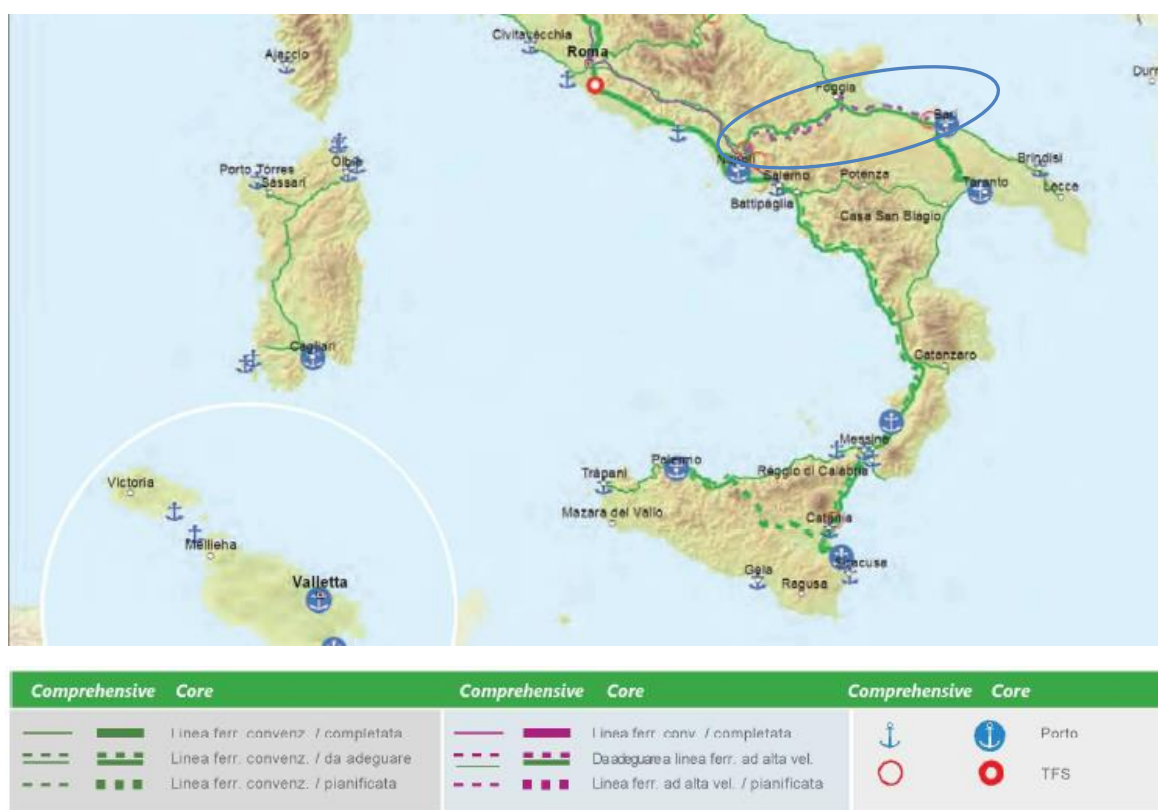 Civitavecchia
Ajaccio
Roma
Durr
Foggia
Bari
Olbia
Porto Torres
Sassari
Napoli
Salerno
Potenza
Brindisi
Battipaglia
Taranto
Lecce
Casa San Biagio
Cagliari
Catanzaro
Messina
Palermo
Trapani
Reggio di Calabria
Victoria
Mazara del Vallo
Catania
Mellieha
Siracusa
Valletta
Gela
Ragusa
Comprehensive Core Comprehensive Core Comprehensive Core
Linea ferr. convenz. / completata
Linea ferr. convenz. / da adeguare
Linea ferr. convenz. / pianificata
Linea ferr. conv. / completata
Da adeguare a linea ferr. ad alta vel.
Linea ferr. ad alta vel. / pianificata
Porto
TFS